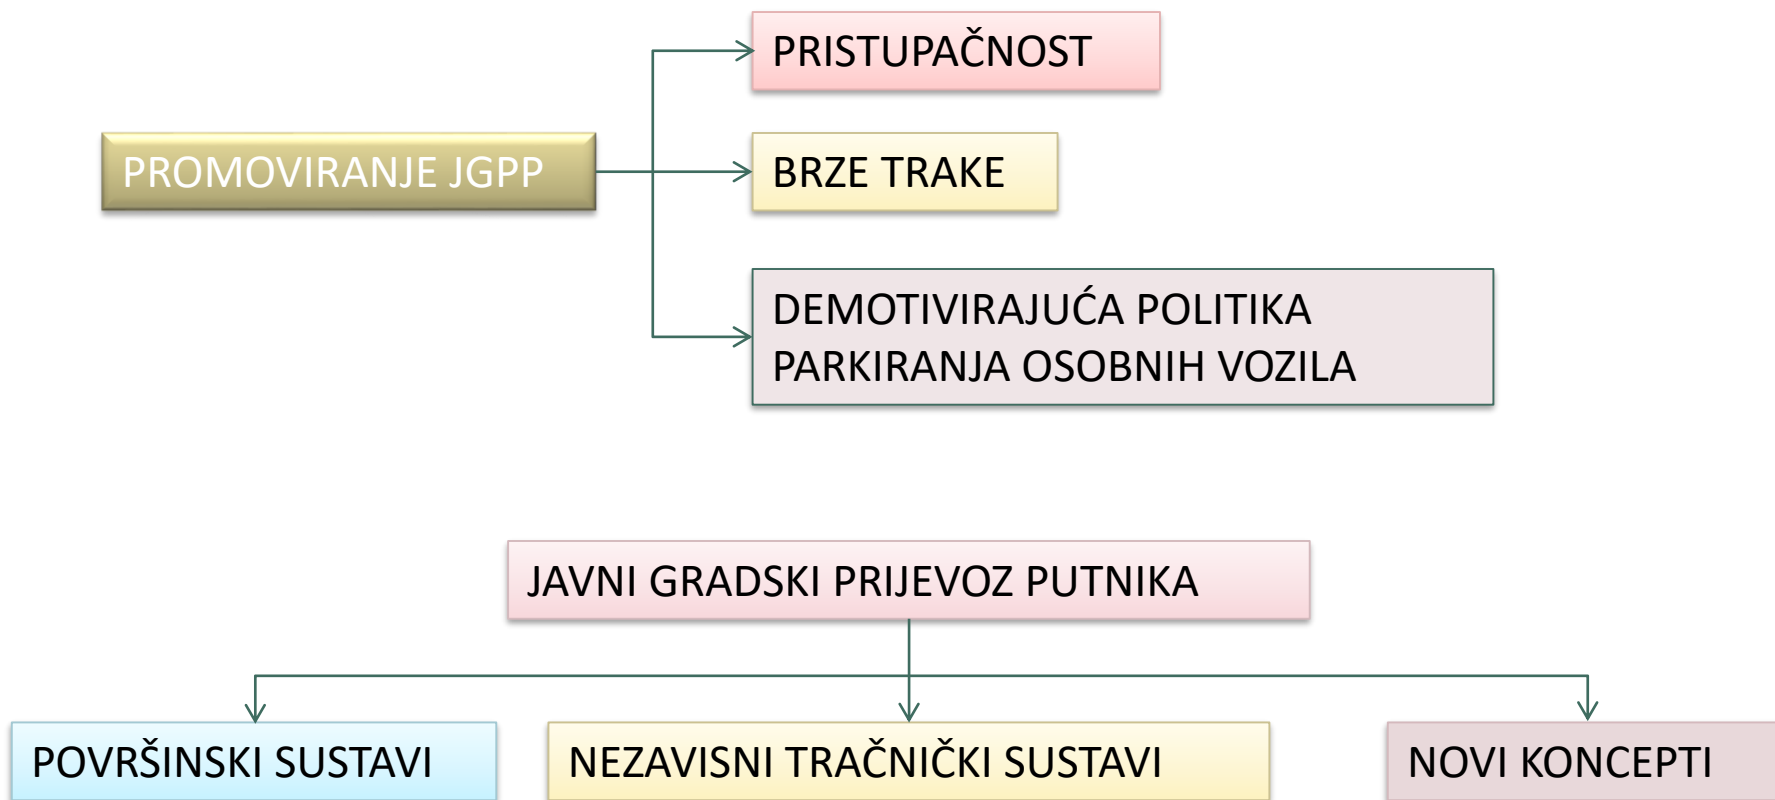 PRISTUPAČNOST
PROMOVIRANJE JGPP
BRZE TRAKE
DEMOTIVIRAJUĆA POLITIKA
PARKIRANJA OSOBNIH VOZILA
JAVNI GRADSKI PRIJEVOZ PUTNIKA
POVRŠINSKI SUSTAVI
NEZAVISNI TRAČNIČKI SUSTAVI
NOVI KONCEPTI